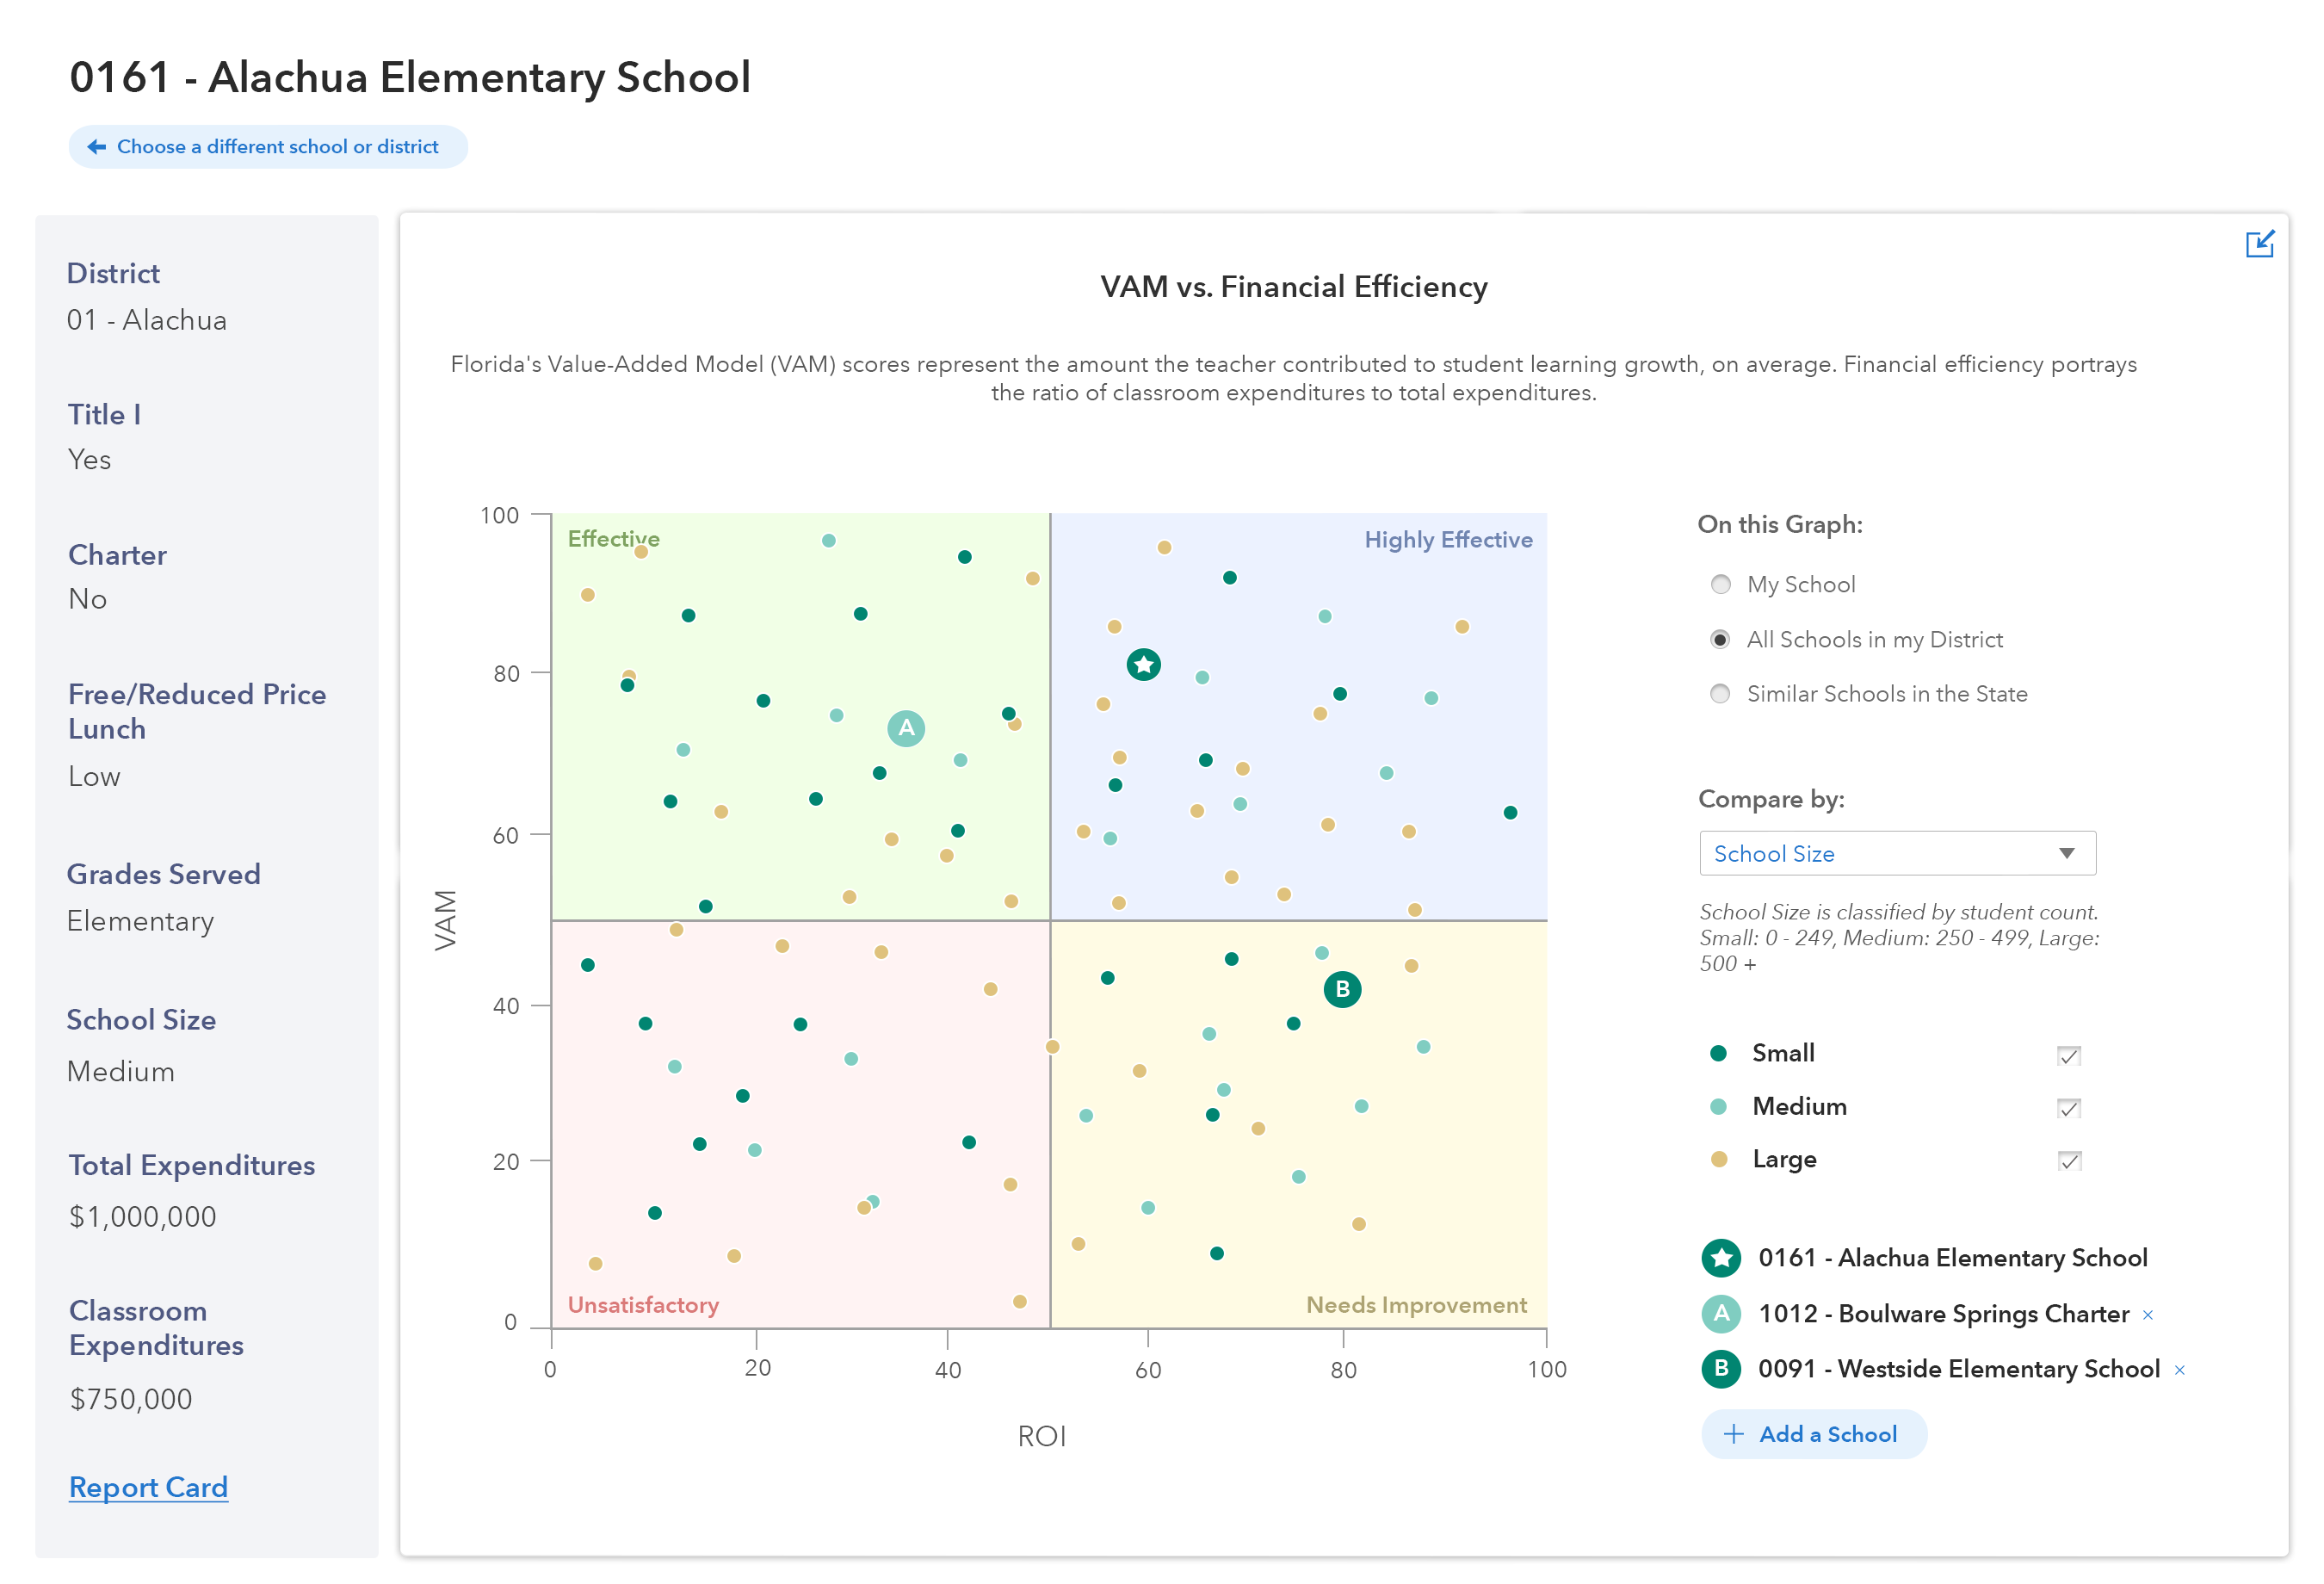 0161 - Alachua Elementary School
Choose a different school or district
District
01 - Alachua
Title I
Yes
Charter
No
Free/Reduced Price
Lunch
Low
Grades Served
Elementary
School Size
Medium
Total Expenditures
$1,000,000
Classroom
Expenditures
$750,000
Report Card
VAM vs. Financial Efficiency
Florida's Value-Added Model (VAM) scores represent the amount the teacher contributed to student learning growth, on average. Financial efficiency portrays
the ratio of classroom expenditures to total expenditures.
VAM
100
80
60
40
20
0
Effective
Highly Effective
A
B
Unsatisfactory
Needs Improvement
0
20
40
60
80
100
ROI
On this Graph:
My School
All Schools in my District
Similar Schools in the State
Compare by:
School Size
School Size is classified by student count.
Small: 0 - 249, Medium: 250 - 499, Large:
500 +
Small
Medium
Large
0161 - Alachua Elementary School
A 1012 - Boulware Springs Charter ×
B 0091 - Westside Elementary School ×
+ Add a School